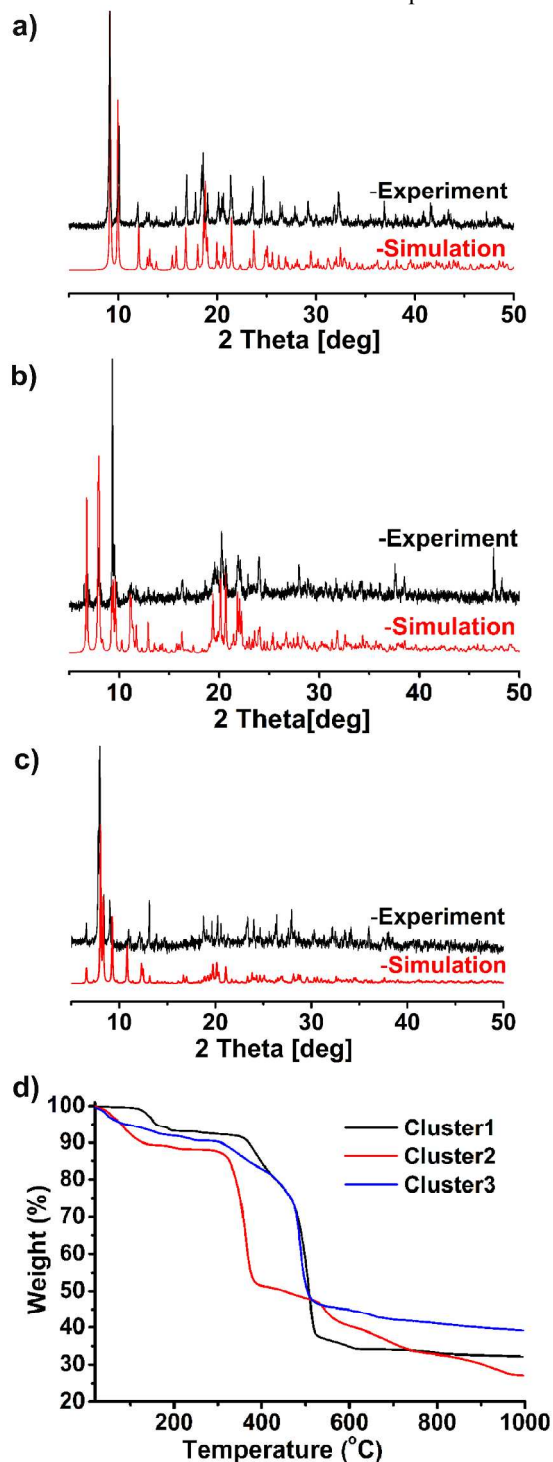 a)
-Experiment
-Simulation
10 20 30 40 50
2 Theta [deg]
b)
-Experiment
-Simulation
10 20 30 40 50
2 Theta[deg]
c)
-Experiment
-Simulation
10 20 30 40 50
2 Theta [deg]
d)
100
90
80
70
60
50
40
30
20
Weight (%)
Cluster1
Cluster2
Cluster3
200 400 600 800 1000
Temperature (°C)